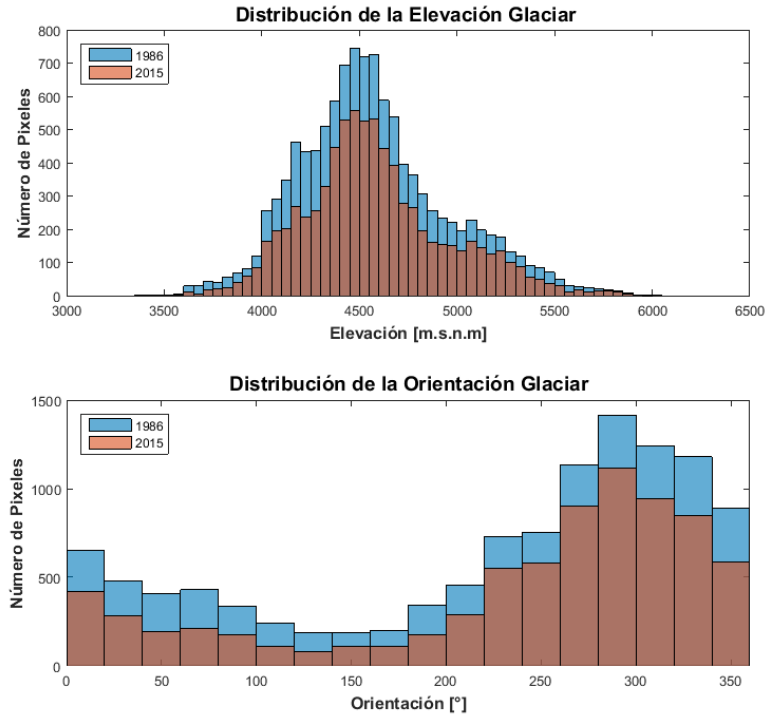 Distribución de la Elevación Glaciar
800
700
600
500
400
300
200
100
0
Número de Pixeles
1986
2015
3000 3500 4000 4500 5000 5500 6000 6500
Elevación [m.s.n.m]
Distribución de la Orientación Glaciar
1500
1000
500
0
Número de Pixeles
1986
2015
0 50 100 150 200 250 300 350
Orientación [°]